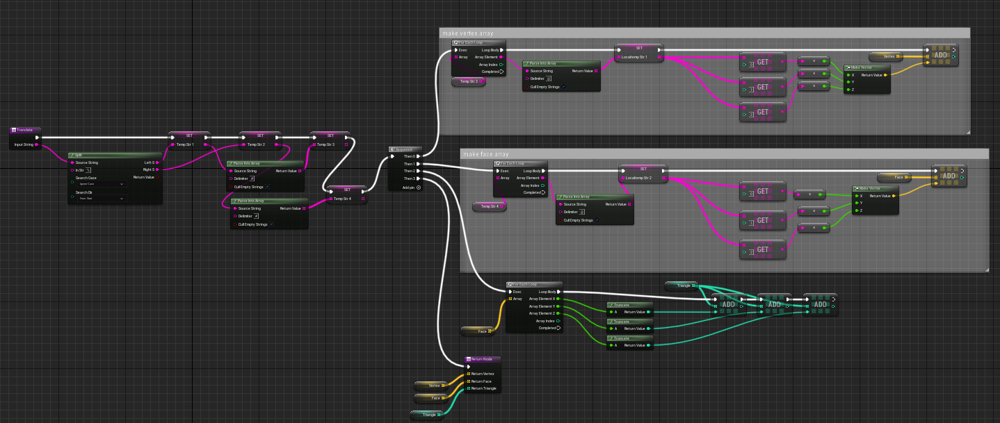 make vertex array
For Each Loop
Exec
Loop Body
Array
Array Element
Array Index
Completed
Temp Str 3
Parse Into Array
Source String
Return Value
Delimiter
Cull Empty Strings
SET
Localtemp Str 1
GET
0
GET
1
GET
2
Make Vector
X
Return Value
Y
Z
Vertex
ADD
Translate
Input String
Split
Source String
Left S
In Str
Right S
Search Case
Return Value
Ignore Case
Search Dir
From Start
SET
Temp Str 1
SET
Temp Str 2
SET
Temp Str 3
Parse Into Array
Source String
Return Value
Delimiter #
Cull Empty Strings
Parse Into Array
Source String
Return Value
Delimiter #
Cull Empty Strings
SET
Temp Str 4
Sequence
Then 0
Then 1
Then 2
Then 3
Add pin
make face array
For Each Loop
Exec
Loop Body
Array
Array Element
Array Index
Completed
Temp Str 4
Parse Into Array
Source String
Return Value
Delimiter
Cull Empty Strings
SET
Localtemp Str 2
GET
0
GET
1
GET
2
Make Vector
X
Return Value
Y
Z
Face
ADD
For Each Loop
Exec
Loop Body
Array
Array Element X
Array Element Y
Array Element Z
Array Index
Completed
Face
Truncate
A
Return Value
Truncate
A
Return Value
Truncate
A
Return Value
Triangle
ADD
ADD
ADD
Return Node
Return Vertex
Return Face
Return Triangle
Vertex
Face
Triangle